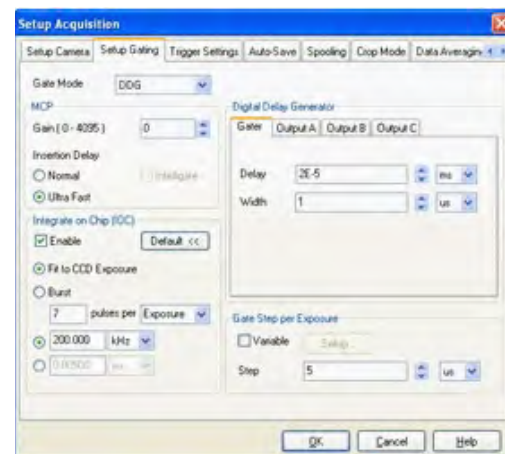 Setup Acquisition
Setup Camera Setup Gating Trigger Settings Auto-Save Spooling Crop Mode Data Averaging
Gate Mode DDG
MCP
Gain ( 0 - 4095 ) 0
Insertion Delay
Normal Intelligate
Ultra Fast
Integrate on Chip (IOC)
Enable Default <<
Fit to CCD Exposure
Burst
7 pulses per Exposure
200.000 kHz
0.00500
Digital Delay Generator
Gater Output A Output B Output C
Delay 2E-5 ms
Width 1 us
Gate Step per Exposure
Variable Setup...
Step 5 us
OK Cancel Help